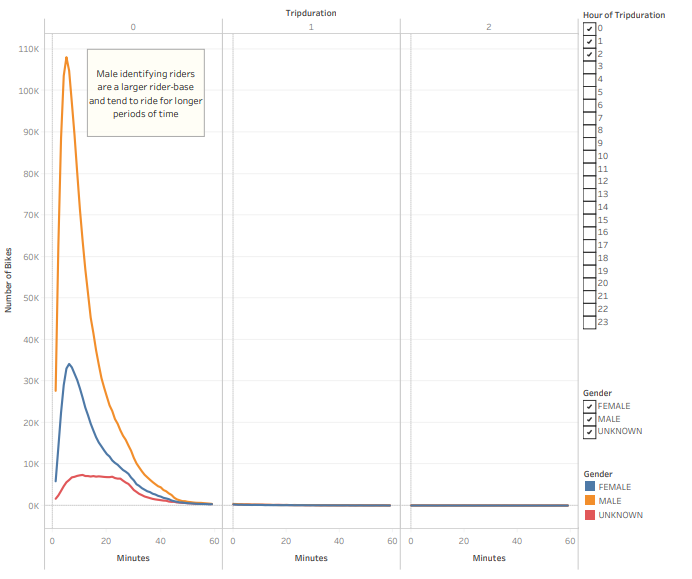 Tripduration
0 1 2
110K
100K
90K
80K
70K
60K
50K
40K
30K
20K
10K
0K
Number of Bikes
Male identifying riders
are a larger rider-base
and tend to ride for longer
periods of time
0 20 40 60 0 20 40 60 0 20 40 60
Minutes Minutes Minutes
Hour of Tripduration
0
1
2
3
4
5
6
7
8
9
10
11
12
13
14
15
16
17
18
19
20
21
22
23
Gender
FEMALE
MALE
UNKNOWN
Gender
FEMALE
MALE
UNKNOWN